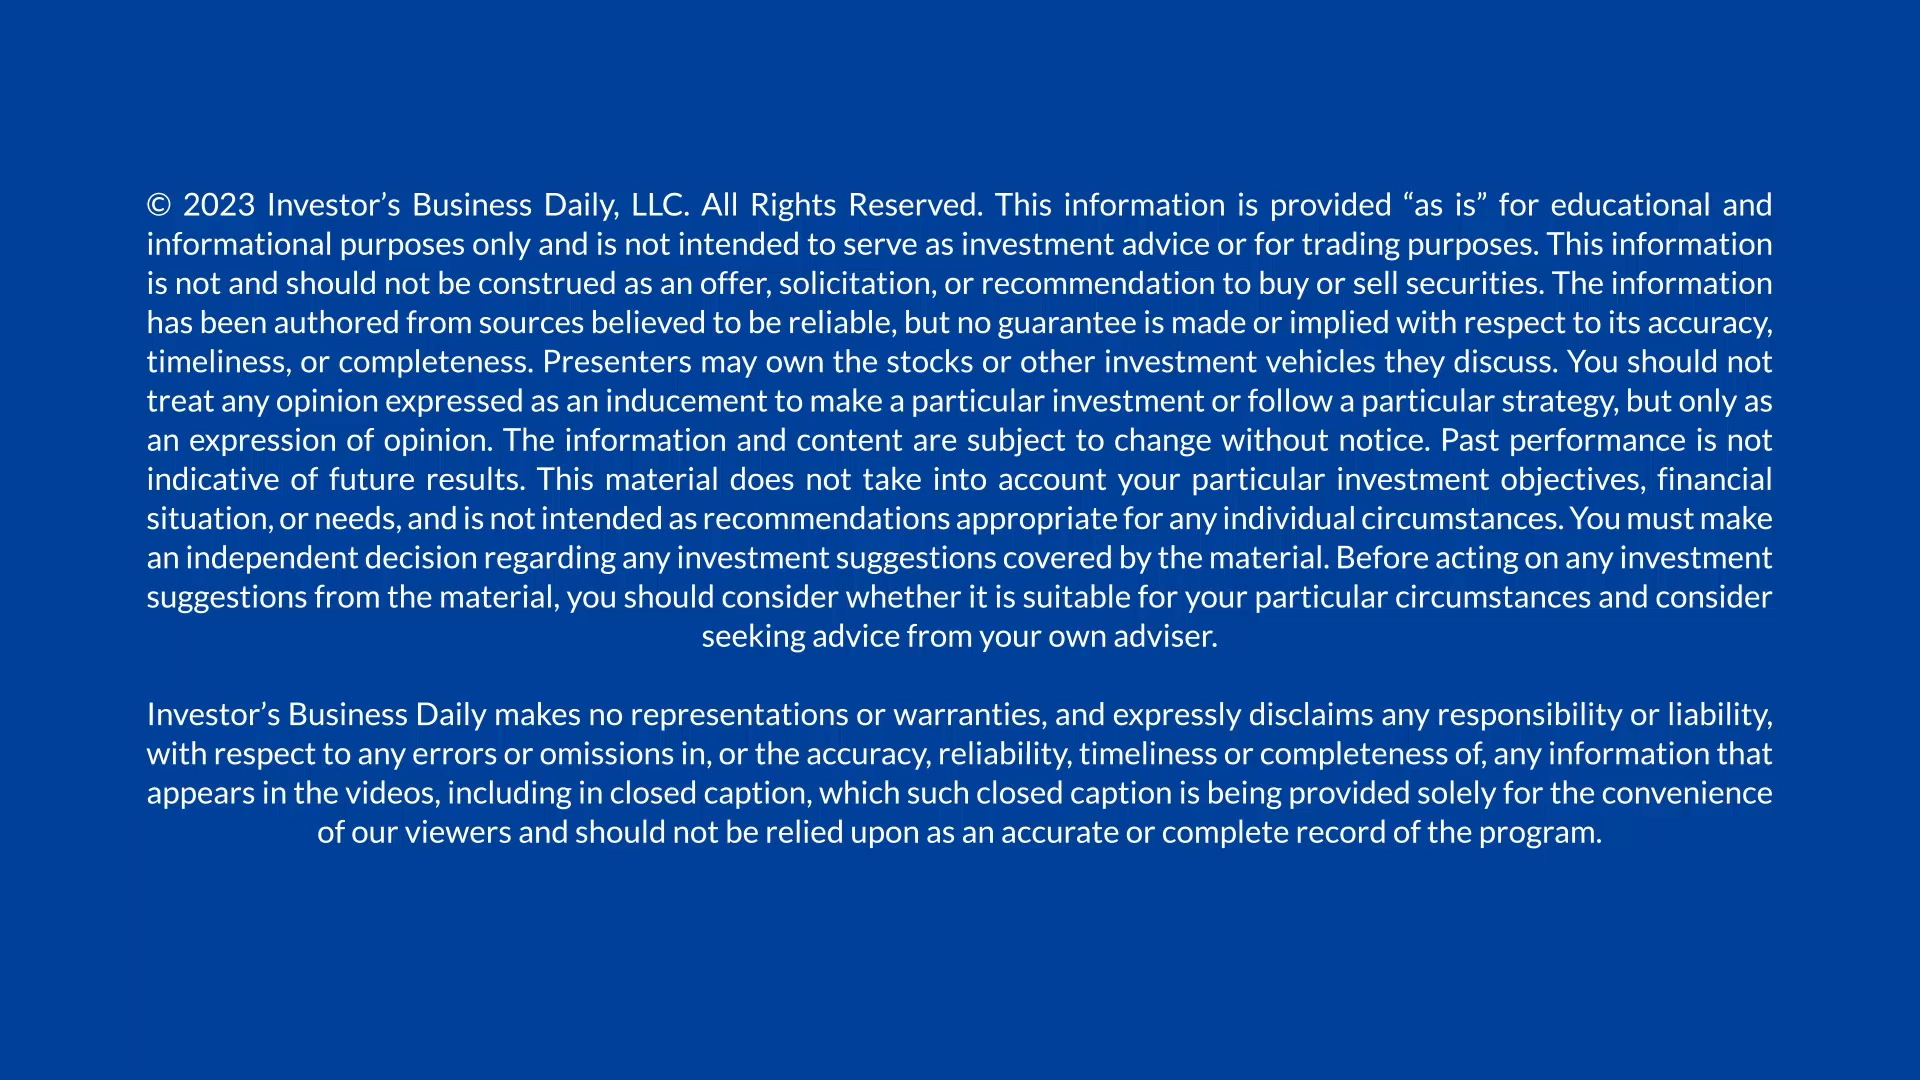 © 2023 Investor’s Business Daily, LLC. All Rights Reserved. This information is provided “as is” for educational and
informational purposes only and is not intended to serve as investment advice or for trading purposes. This information
is not and should not be construed as an offer, solicitation, or recommendation to buy or sell securities. The information
has been authored from sources believed to be reliable, but no guarantee is made or implied with respect to its accuracy,
timeliness, or completeness. Presenters may own the stocks or other investment vehicles they discuss. You should not
treat any opinion expressed as an inducement to make a particular investment or follow a particular strategy, but only as
an expression of opinion. The information and content are subject to change without notice. Past performance is not
indicative of future results. This material does not take into account your particular investment objectives, financial
situation, or needs, and is not intended as recommendations appropriate for any individual circumstances. You must make
an independent decision regarding any investment suggestions covered by the material. Before acting on any investment
suggestions from the material, you should consider whether it is suitable for your particular circumstances and consider
seeking advice from your own adviser.
Investor’s Business Daily makes no representations or warranties, and expressly disclaims any responsibility or liability,
with respect to any errors or omissions in, or the accuracy, reliability, timeliness or completeness of, any information that
appears in the videos, including in closed caption, which such closed caption is being provided solely for the convenience
of our viewers and should not be relied upon as an accurate or complete record of the program.